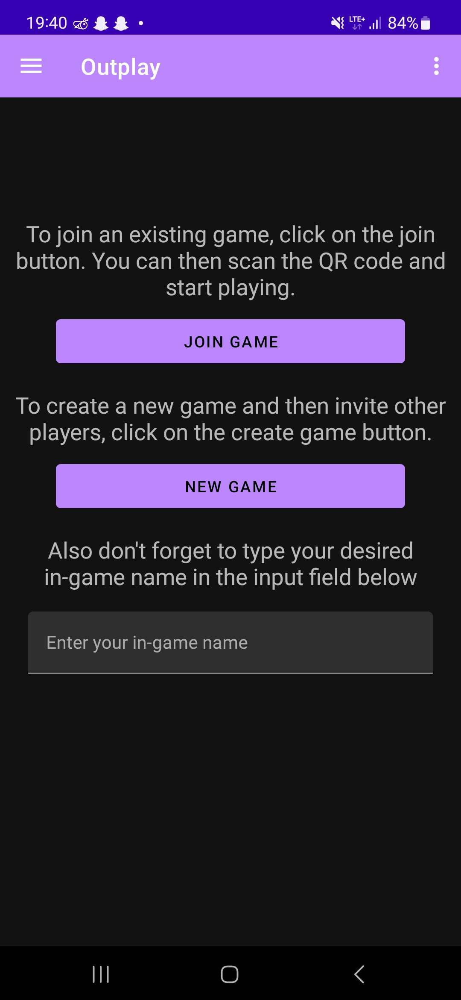 19:40
LTE+
84%
Outplay
To join an existing game, click on the join
button. You can then scan the QR code and
start playing.
JOIN GAME
To create a new game and then invite other
players, click on the create game button.
NEW GAME
Also don't forget to type your desired
in-game name in the input field below
Enter your in-game name